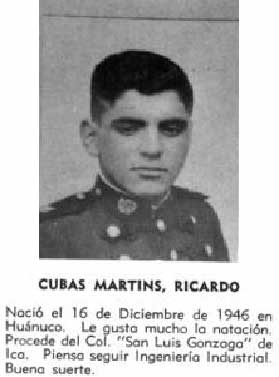 CUBAS MARTINS, RICARDO
Nació el 16 de Diciembre de 1946 en
Huánuco. Le gusta mucho la natación.
Procede del Col. "San Luis Gonzaga" de
Ica. Piensa seguir Ingeniería Industrial.
Buena suerte.